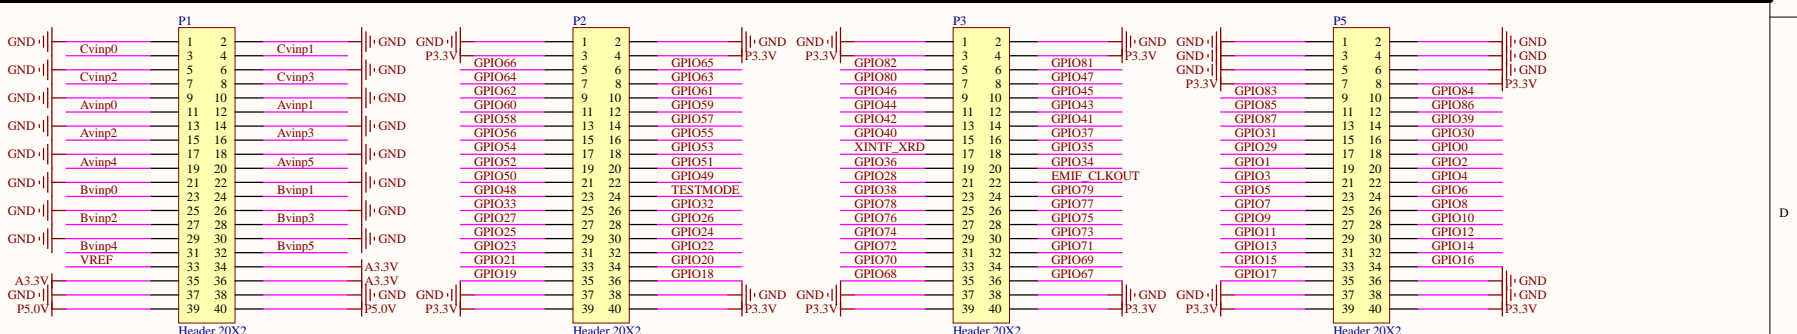 P1
GND 1 2 GND
Cvinp0 3 4 Cvinp1
GND 5 6 GND
Cvinp2 7 8 Cvinp3
GND 9 10 GND
Avinp0 11 12 Avinp1
GND 13 14 GND
Avinp2 15 16 Avinp3
GND 17 18 GND
Avinp4 19 20 Avinp5
GND 21 22 GND
Bvinp0 23 24 Bvinp1
GND 25 26 GND
Bvinp2 27 28 Bvinp3
GND 29 30 GND
Bvinp4 31 32 Bvinp5
VREF 33 34 A3.3V
A3.3V 35 36 A3.3V
GND 37 38 GND
P5.0V 39 40 P5.0V
Header 20X2
P2
GND 1 2 GND
P3.3V 3 4 P3.3V
GPIO66 5 6 GPIO65
GPIO64 7 8 GPIO63
GPIO62 9 10 GPIO61
GPIO60 11 12 GPIO59
GPIO58 13 14 GPIO57
GPIO56 15 16 GPIO55
GPIO54 17 18 GPIO53
GPIO52 19 20 GPIO51
GPIO50 21 22 GPIO49
GPIO48 23 24 TESTMODE
GPIO33 25 26 GPIO32
GPIO27 27 28 GPIO26
GPIO25 29 30 GPIO24
GPIO23 31 32 GPIO22
GPIO21 33 34 GPIO20
GPIO19 35 36 GPIO18
GND 37 38 GND
P3.3V 39 40 P3.3V
Header 20X2
P3
GND 1 2 GND
P3.3V 3 4 P3.3V
GPIO82 5 6 GPIO81
GPIO80 7 8 GPIO47
GPIO46 9 10 GPIO45
GPIO44 11 12 GPIO43
GPIO42 13 14 GPIO41
GPIO40 15 16 GPIO37
XINTF_XRD 17 18 GPIO35
GPIO36 19 20 GPIO34
GPIO28 21 22 EMIF_CLKOUT
GPIO38 23 24 GPIO79
GPIO78 25 26 GPIO77
GPIO76 27 28 GPIO75
GPIO74 29 30 GPIO73
GPIO72 31 32 GPIO71
GPIO70 33 34 GPIO69
GPIO68 35 36 GPIO67
GND 37 38 GND
P3.3V 39 40 P3.3V
Header 20X2
P5
GND 1 2 GND
GND 3 4 GND
GND 5 6 GND
P3.3V 7 8 P3.3V
GPIO83 9 10 GPIO84
GPIO85 11 12 GPIO86
GPIO87 13 14 GPIO39
GPIO31 15 16 GPIO30
GPIO29 17 18 GPIO0
GPIO1 19 20 GPIO2
GPIO3 21 22 GPIO4
GPIO5 23 24 GPIO6
GPIO7 25 26 GPIO8
GPIO9 27 28 GPIO10
GPIO11 29 30 GPIO12
GPIO13 31 32 GPIO14
GPIO15 33 34 GPIO16
GPIO17 35 36 GND
GND 37 38 GND
P3.3V 39 40 P3.3V
Header 20X2
D